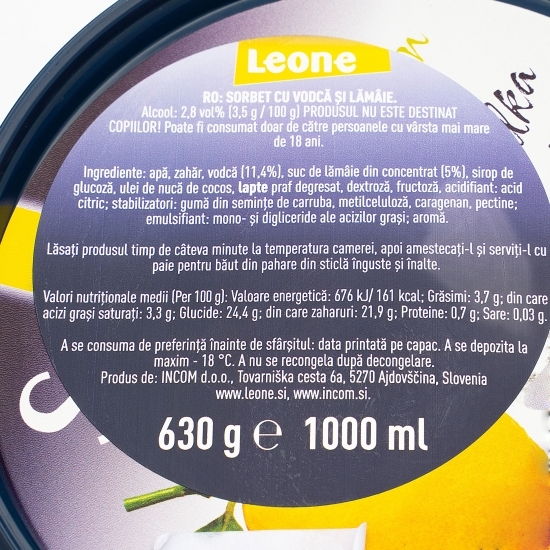 Leone
RO: SORBET CU VODCĂ ȘI LĂMÂIE.
Alcool: 2,8 vol% (3,5 g / 100 g) PRODUSUL NU ESTE DESTINAT
COPIILOR! Poate fi consumat doar de către persoanele cu vârsta mai mare
de 18 ani.
Ingrediente: apă, zahăr, vodcă (11,4%), suc de lămâie din concentrat (5%), sirop de
glucoză, ulei de nucă de cocos, lapte praf degresat, dextroză, fructoză, acidifiant: acid
citric; stabilizatori: gumă din semințe de carruba, metilceluloză, caragenan, pectine;
emulsifiant: mono- și digliceride ale acizilor grași; aromă.
Lăsați produsul timp de câteva minute la temperatura camerei, apoi amestecați-l și serviți-l cu
paie pentru băut din pahare din sticlă înguste și înalte.
Valori nutriționale medii (Per 100 g): Valoare energetică: 676 kJ/ 161 kcal; Grăsimi: 3,7 g; din care
acizi grași saturați: 3,3 g; Glucide: 24,4 g; din care zaharuri: 21,9 g; Proteine: 0,7 g; Sare: 0,03 g.
A se consuma de preferință înainte de sfârșitul: data printată pe capac. A se depozita la
maxim - 18 °C. A nu se recongela după decongelare.
Produs de: INCOM d.o.o., Tovarniška cesta 6a, 5270 Ajdovščina, Slovenia
www.leone.si, www.incom.si.
630 g e 1000 ml